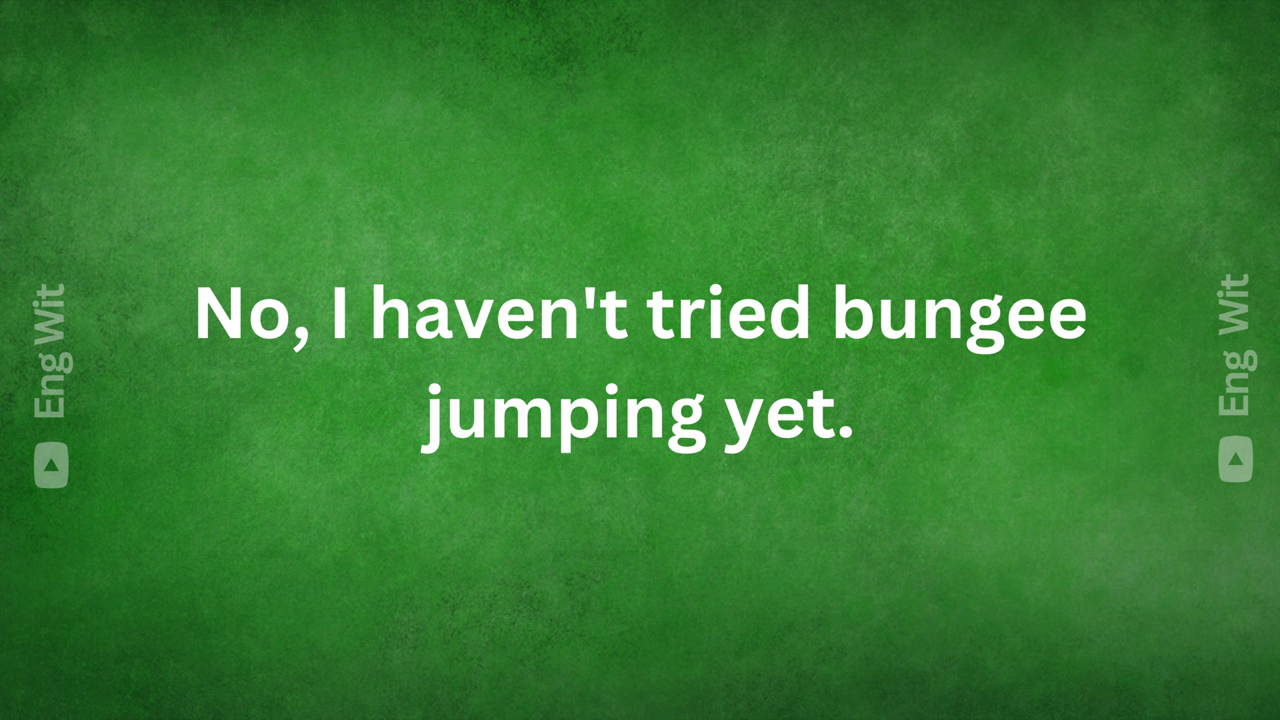 No, I haven't tried bungee
jumping yet.
Eng Wit
Eng Wit